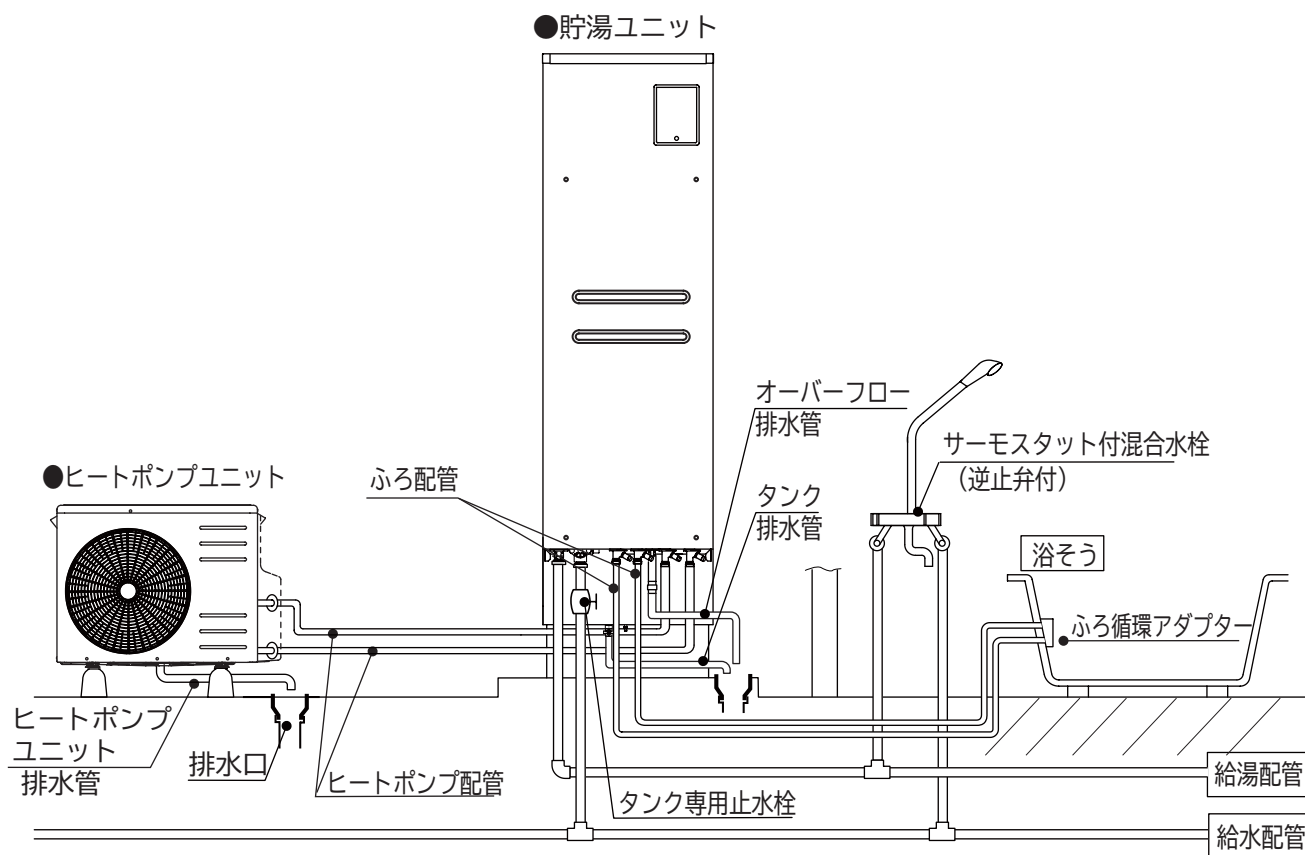 ●貯湯ユニット
オーバーフロー
排水管
サーモスタット付混合水栓
（逆止弁付）
●ヒートポンプユニット
ふろ配管
タンク
排水管
浴そう
ふろ循環アダプター
ヒートポンプ
ユニット
排水管
排水口
ヒートポンプ配管
タンク専用止水栓
給湯配管
給水配管